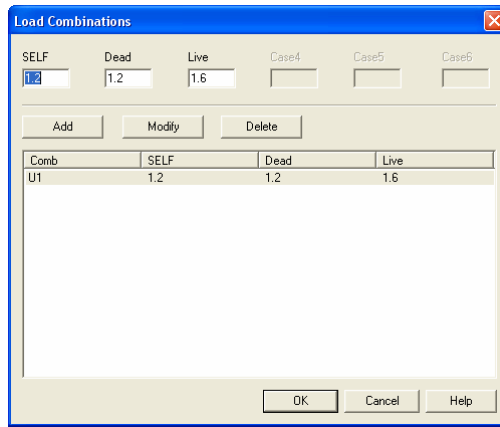 Load Combinations
SELF Dead Live Case4 Case5 Case6
1.2 1.2 1.6
Add Modify Delete
Comb SELF Dead Live
U1 1.2 1.2 1.6
OK Cancel Help